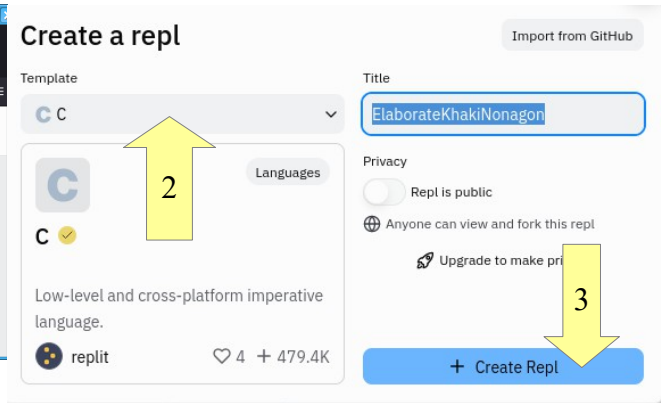 Create a repl
Import from GitHub
Template
Title
C C
ElaborateKhakiNonagon
C
Languages
2
Privacy
Repl is public
C
Anyone can view and fork this repl
Upgrade to make pri
3
Low-level and cross-platform imperative
language.
replit
4 + 479.4K
+ Create Repl